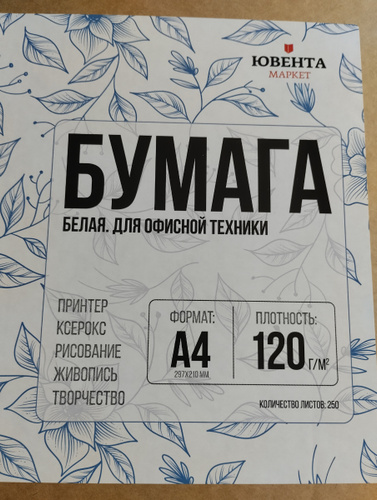 ЮВЕНТА
МАРКЕТ
БУМАГА
БЕЛАЯ. ДЛЯ ОФИСНОЙ ТЕХНИКИ
ПРИНТЕР
КСЕРОКС
РИСОВАНИЕ
ЖИВОПИСЬ
ТВОРЧЕСТВО
ФОРМАТ:
А4
297X210 ММ.
ПЛОТНОСТЬ:
120 Г/М²
КОЛИЧЕСТВО ЛИСТОВ: 250